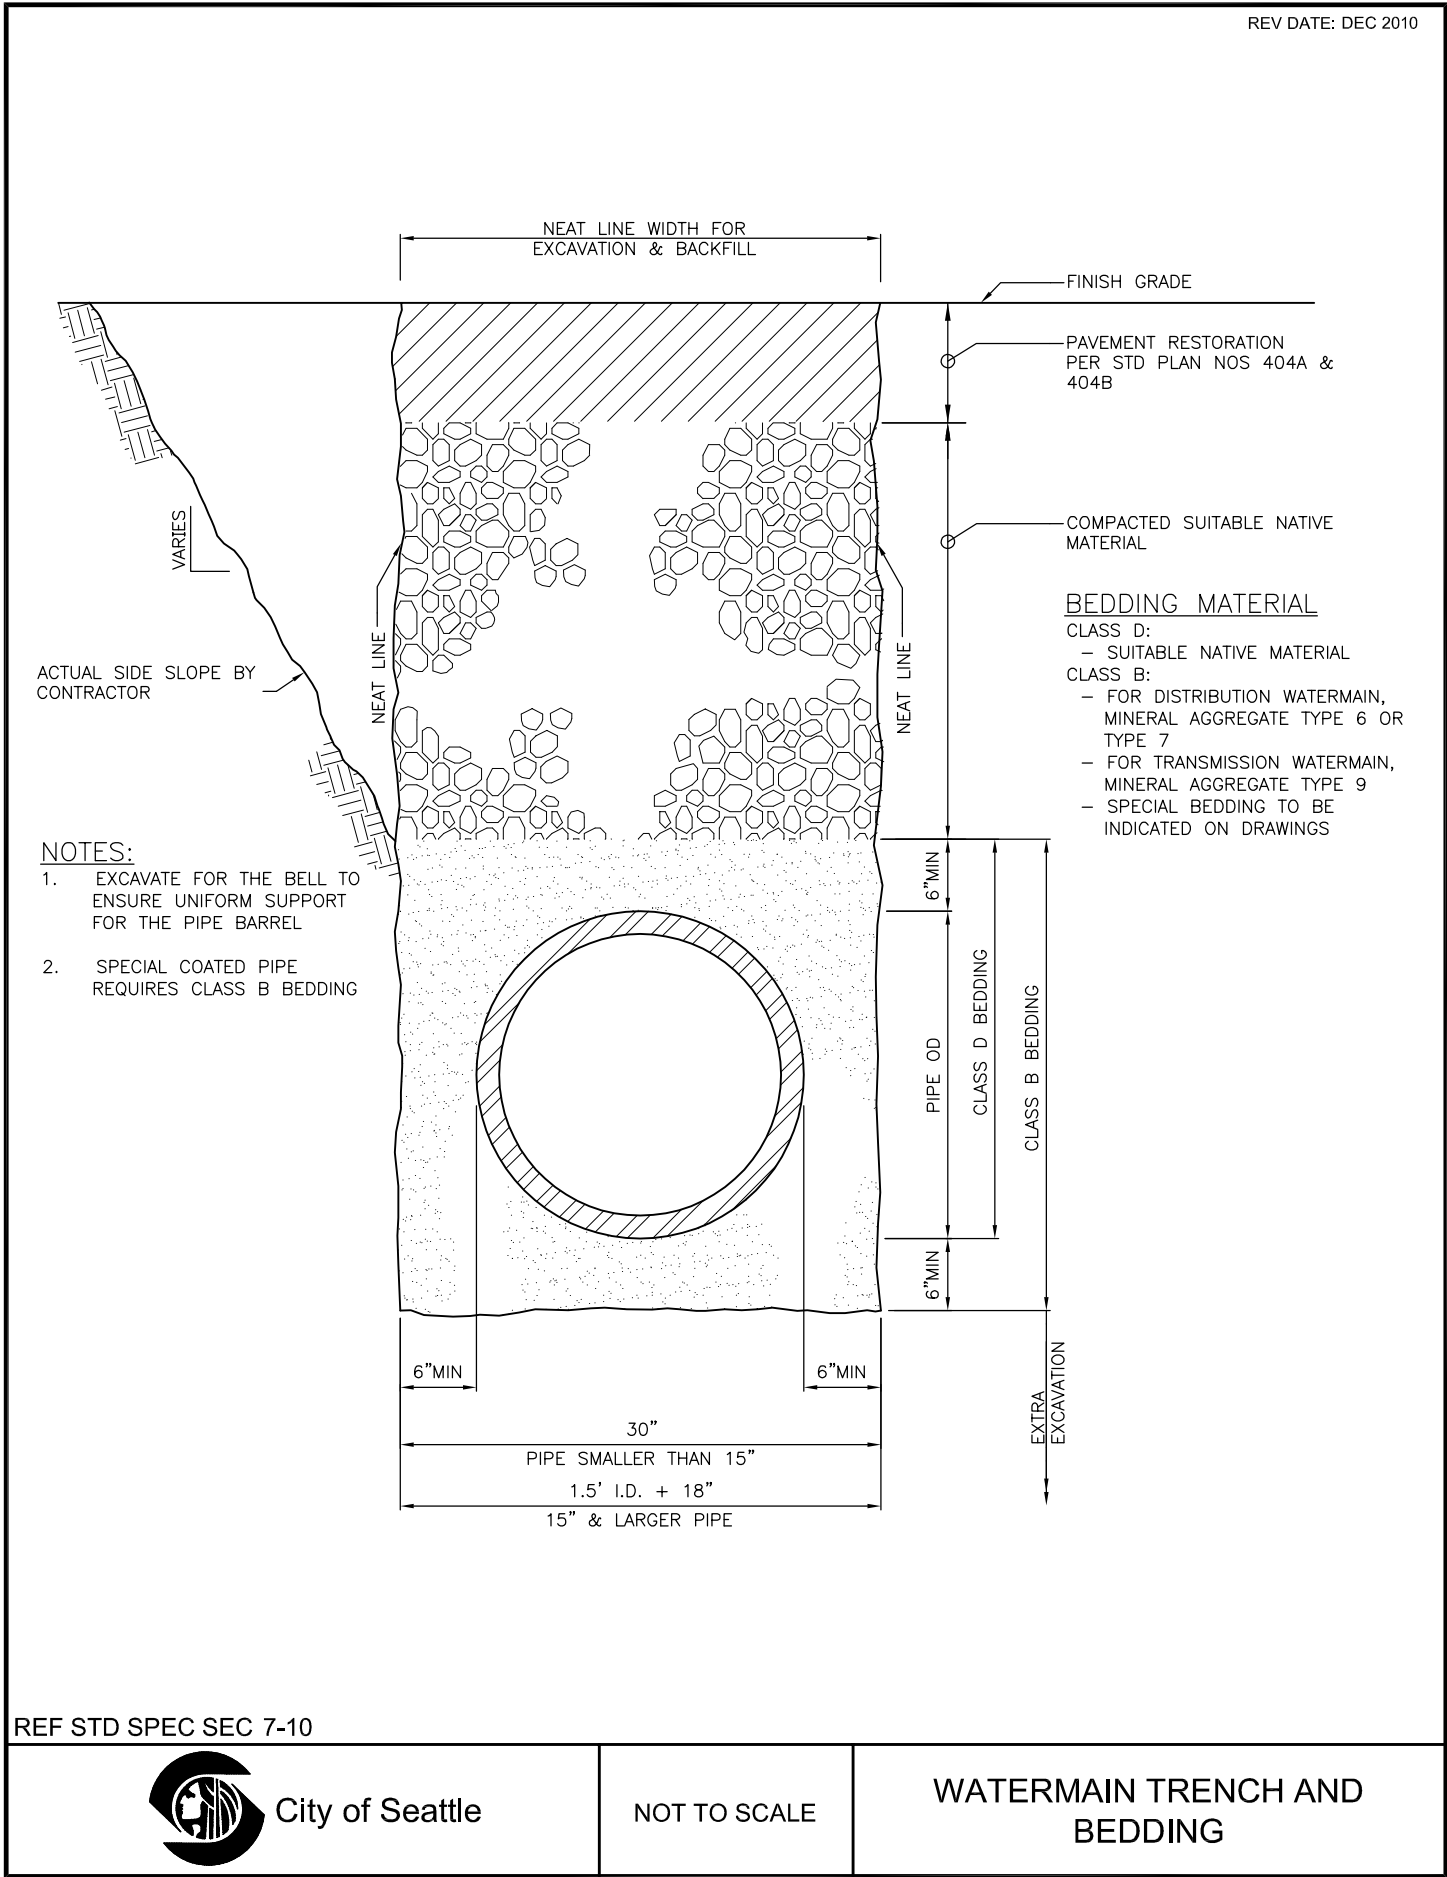 REV DATE: DEC 2010
NEAT LINE WIDTH FOR
EXCAVATION & BACKFILL
FINISH GRADE
PAVEMENT RESTORATION
PER STD PLAN NOS 404A &
404B
VARIES
COMPACTED SUITABLE NATIVE
MATERIAL
NEAT LINE
NEAT LINE
ACTUAL SIDE SLOPE BY
CONTRACTOR
BEDDING MATERIAL
CLASS D:
– SUITABLE NATIVE MATERIAL
CLASS B:
– FOR DISTRIBUTION WATERMAIN,
MINERAL AGGREGATE TYPE 6 OR
TYPE 7
– FOR TRANSMISSION WATERMAIN,
MINERAL AGGREGATE TYPE 9
– SPECIAL BEDDING TO BE
INDICATED ON DRAWINGS
NOTES:
1. EXCAVATE FOR THE BELL TO
ENSURE UNIFORM SUPPORT
FOR THE PIPE BARREL
2. SPECIAL COATED PIPE
REQUIRES CLASS B BEDDING
6"MIN
PIPE OD
CLASS D BEDDING
CLASS B BEDDING
6"MIN
6"MIN
6"MIN
EXTRA
EXCAVATION
30"
PIPE SMALLER THAN 15"
1.5' I.D. + 18"
15" & LARGER PIPE
REF STD SPEC SEC 7-10
City of Seattle
NOT TO SCALE
WATERMAIN TRENCH AND
BEDDING